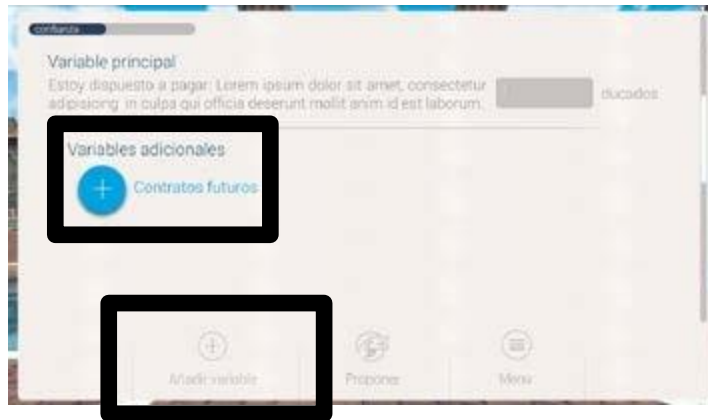 confianza
Variable principal
Estoy dispuesto a pagar: Lorem ipsum dolor sit amet, consectetur
adipisicing in culpa qui officia deserunt mollit anim id est laborum.
ducados
Variables adicionales
Contratos futuros
Añadir variable
Proponer
Menu